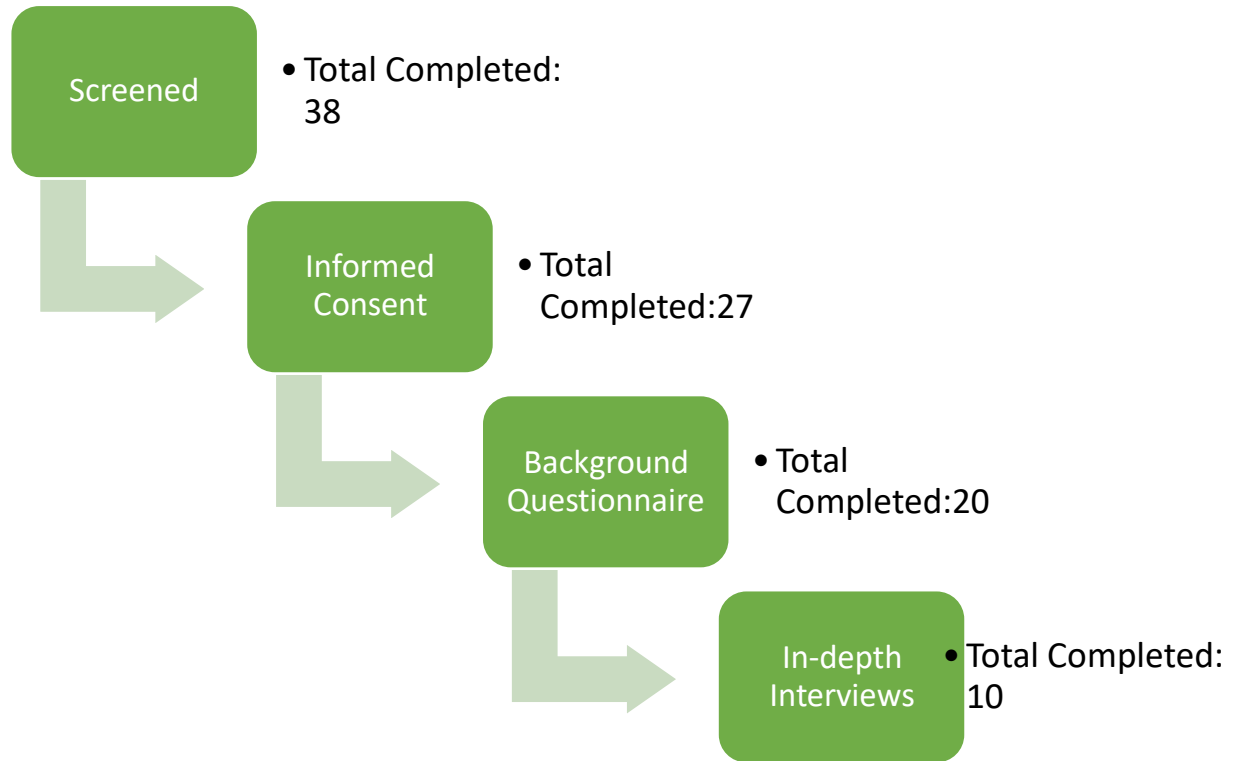 Screened
• Total Completed:
38
Informed
Consent
• Total
Completed:27
Background
Questionnaire
• Total
Completed:20
In-depth
Interviews
• Total Completed:
10